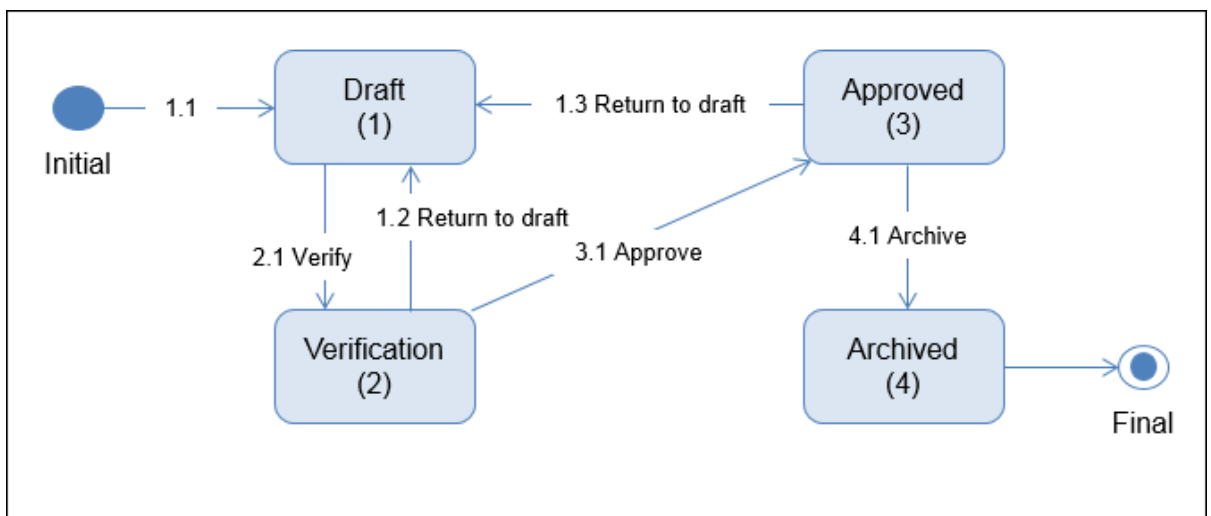 Draft
(1)
Approved
(3)
1.1
1.3 Return to draft
Initial
1.2 Return to draft
2.1 Verify
3.1 Approve
4.1 Archive
Verification
(2)
Archived
(4)
Final